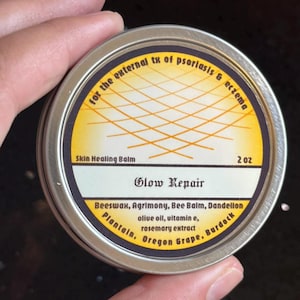 for the external tx of psoriasis & eczema
Skin Healing Balm
2 oz
Glow Repair
Beeswax, Agrimony, Bee Balm, Dandelion
olive oil, vitamin e,
rosemary extract
Plantain, Oregon Grape, Burdock